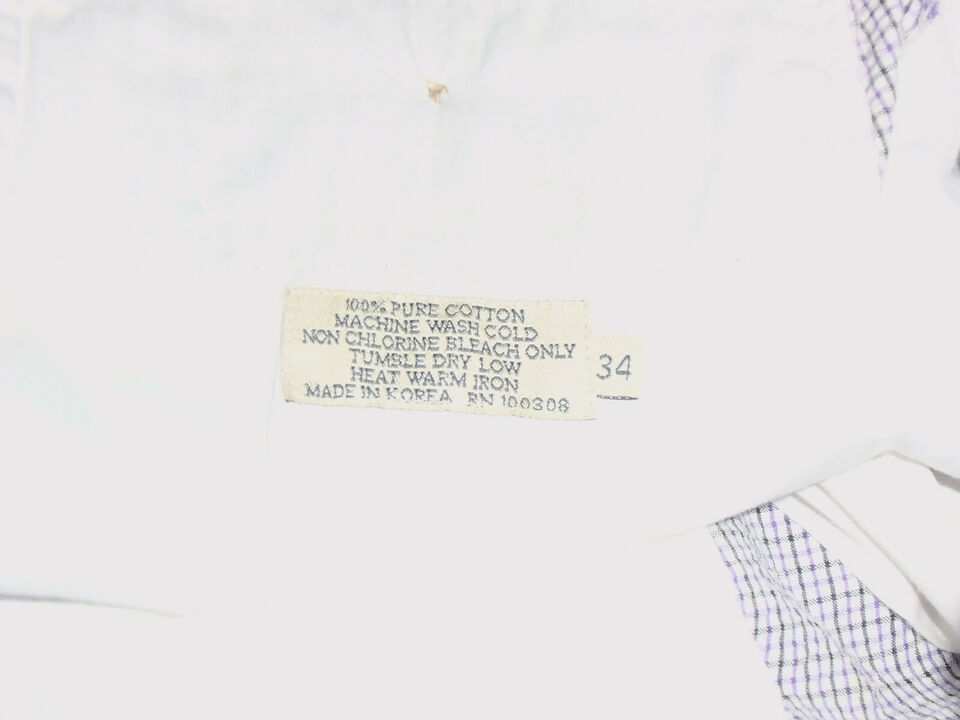 100% PURE COTTON
MACHINE WASH COLD
NON CHLORINE BLEACH ONLY
TUMBLE DRY LOW
HEAT WARM IRON
MADE IN KOREA RN 100308
34